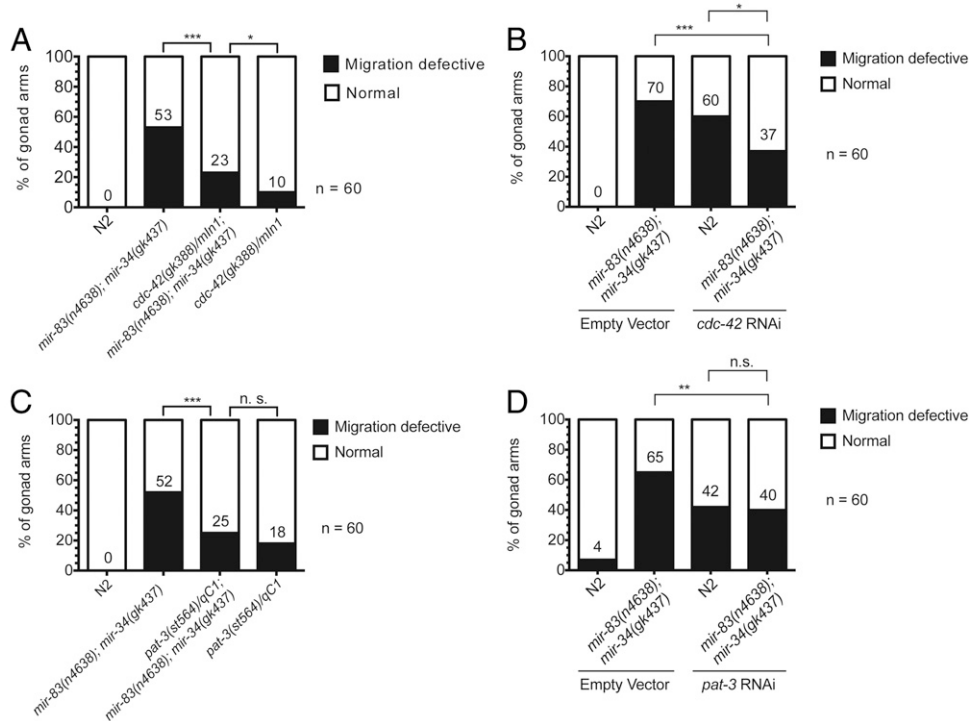 A
***
*
100
80
60
40
20
0
% of gonad arms
0
53
23
10
N2
mir-83(n4638); mir-34(gk437)
cdc-42(gk388)/mIn1;
mir-83(n4638); mir-34(gk437)
cdc-42(gk388)/mIn1
Migration defective
Normal
n = 60
B
*
***
100
80
60
40
20
0
% of gonad arms
0
70
60
37
N2
mir-83(n4638);
mir-34(gk437)
N2
mir-83(n4638);
mir-34(gk437)
Empty Vector
cdc-42 RNAi
Migration defective
Normal
n = 60
C
***
n. s.
100
80
60
40
20
0
% of gonad arms
0
52
25
18
N2
mir-83(n4638); mir-34(gk437)
pat-3(st564)/qC1;
mir-83(n4638); mir-34(gk437)
pat-3(st564)/qC1
Migration defective
Normal
n = 60
D
n.s.
**
100
80
60
40
20
0
% of gonad arms
4
65
42
40
N2
mir-83(n4638);
mir-34(gk437)
N2
mir-83(n4638);
mir-34(gk437)
Empty Vector
pat-3 RNAi
Migration defective
Normal
n = 60